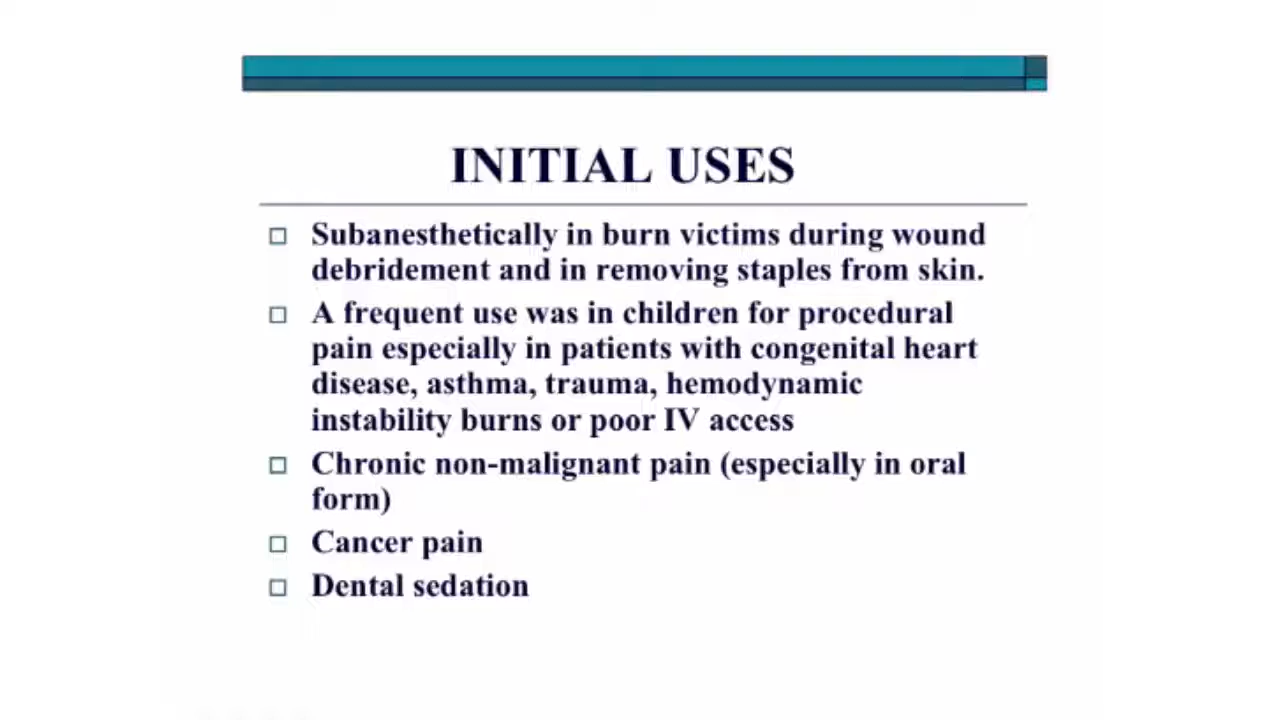 INITIAL USES
Subanesthetically in burn victims during wound
debridement and in removing staples from skin.
A frequent use was in children for procedural
pain especially in patients with congenital heart
disease, asthma, trauma, hemodynamic
instability burns or poor IV access
Chronic non-malignant pain (especially in oral
form)
Cancer pain
Dental sedation